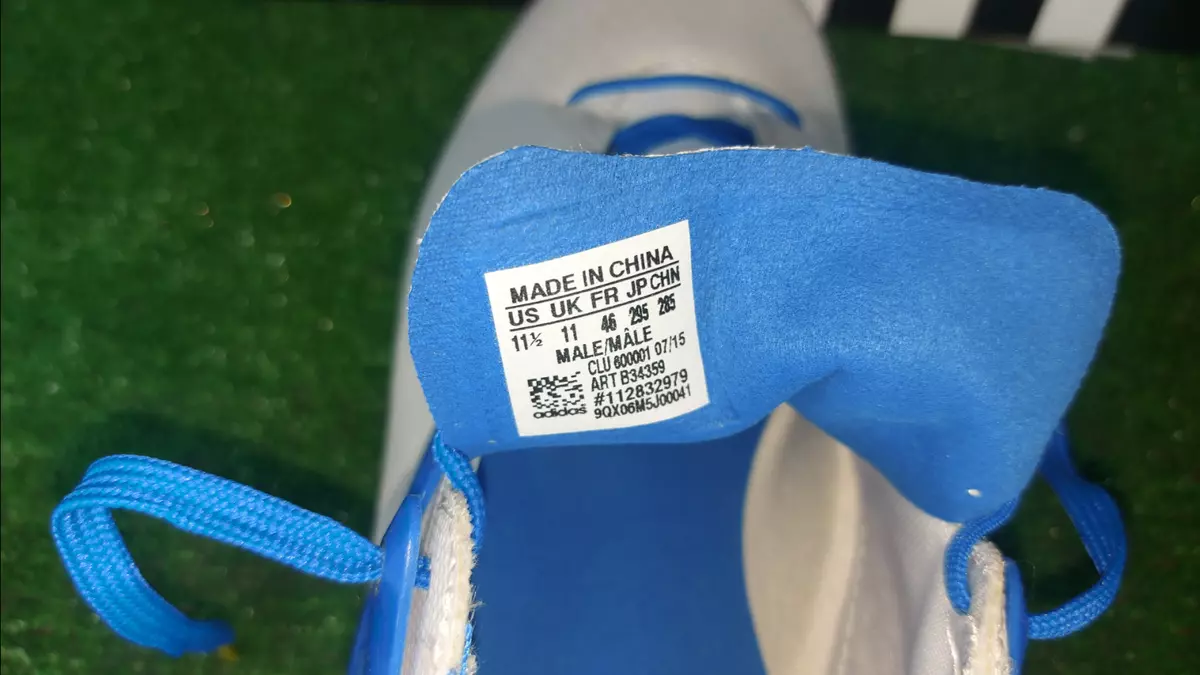 MADE IN CHINA
US UK FR JP CHN
11½ 11 46 295 285
MALE/MÂLE
CLU 600001 07/15
ART B34359
#112832979
adidas 9QX06M5J00041